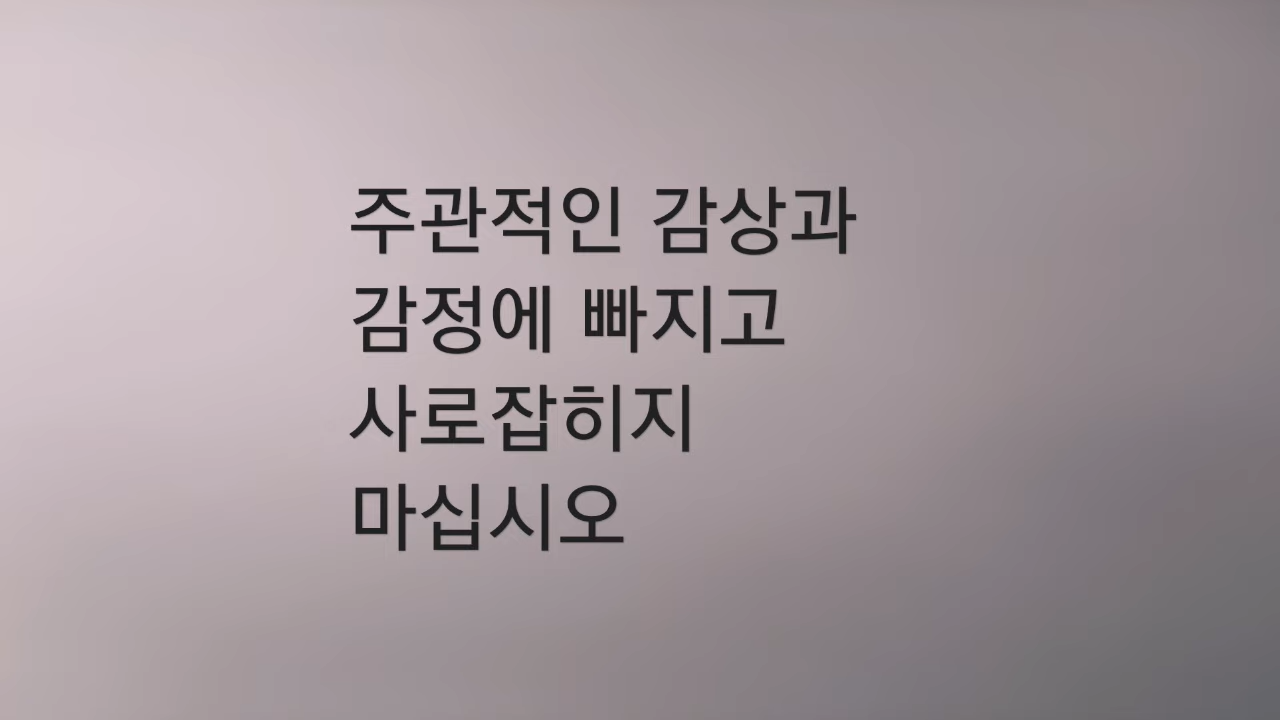 주관적인 감상과
감정에 빠지고
사로잡히지
마십시오